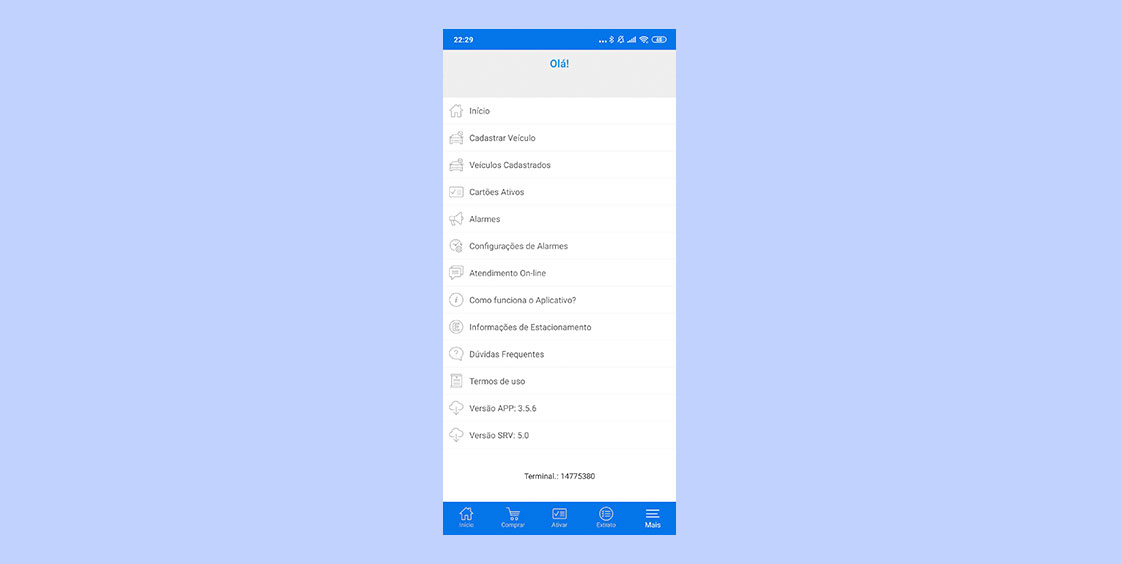 22:29
Olá!
Início
Cadastrar Veículo
Veículos Cadastrados
Cartões Ativos
Alarmes
Configurações de Alarmes
Atendimento On-line
Como funciona o Aplicativo?
Informações de Estacionamento
Dúvidas Frequentes
Termos de uso
Versão APP: 3.5.6
Versão SRV: 5.0
Terminal.: 14775380
Início Comprar Ativar Extrato Mais